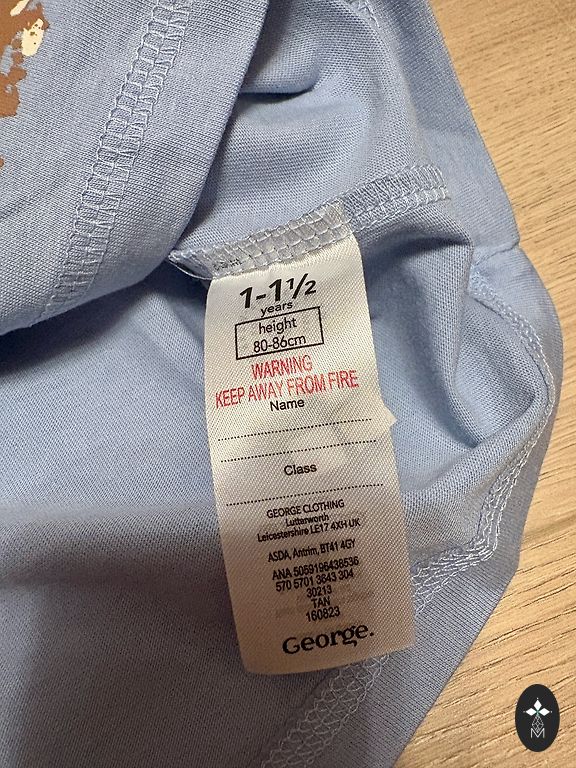 1-1½
years
height
80-86cm
WARNING
KEEP AWAY FROM FIRE
Name
Class
GEORGE CLOTHING
Lutterworth
Leicestershire LE17 4XH UK
ASDA, Antrim, BT41 4GY
ANA 5059196438536
570 5701 3843 304
30213
TAN
160823
George.
M